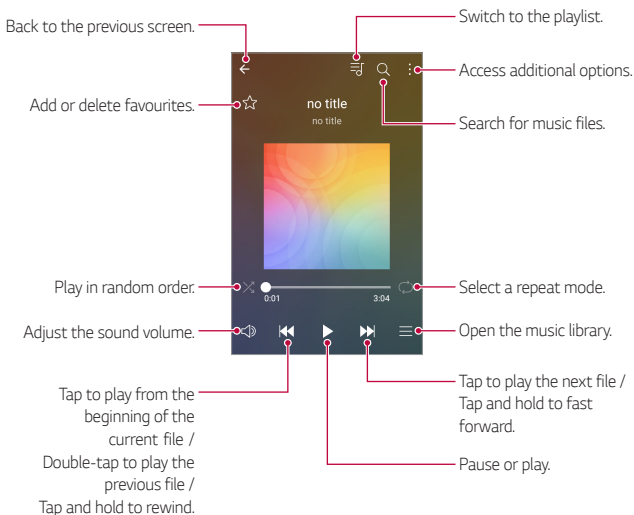 Switch to the playlist.
Back to the previous screen.
Access additional options.
Add or delete favourites.
no title
no title
Search for music files.
Play in random order.
0:01
3:04
Select a repeat mode.
Adjust the sound volume.
Open the music library.
Tap to play from the
beginning of the
current file /
Double-tap to play the
previous file /
Tap and hold to rewind.
Tap to play the next file /
Tap and hold to fast
forward.
Pause or play.